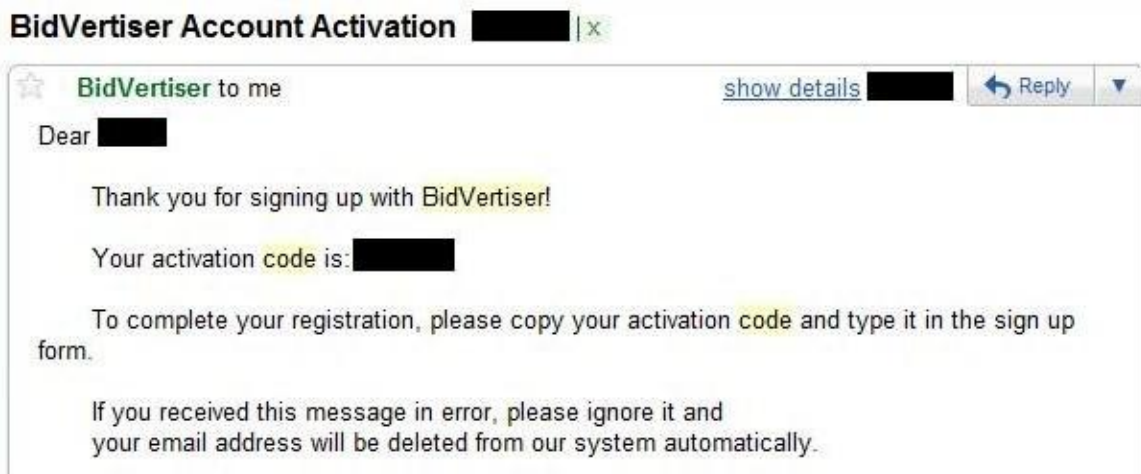 BidVertiser Account Activation | x
BidVertiser to me show details Reply
Dear
Thank you for signing up with BidVertiser!
Your activation code is:
To complete your registration, please copy your activation code and type it in the sign up
form.
If you received this message in error, please ignore it and
your email address will be deleted from our system automatically.